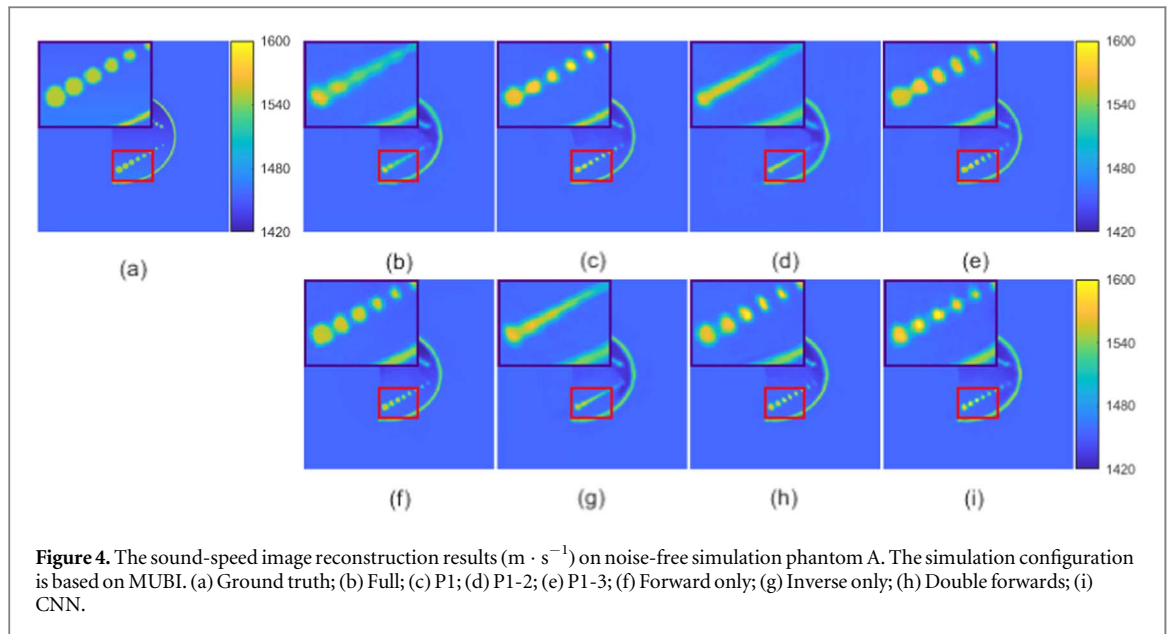 1600
1540
1480
1420
1600
1540
1480
1420
(a)
(b)
(c)
(d)
(e)
1600
1540
1480
1420
(f)
(g)
(h)
(i)
Figure 4. The sound-speed image reconstruction results (m · s⁻¹) on noise-free simulation phantom A. The simulation configuration
is based on MUBI. (a) Ground truth; (b) Full; (c) P1; (d) P1-2; (e) P1-3; (f) Forward only; (g) Inverse only; (h) Double forwards; (i)
CNN.